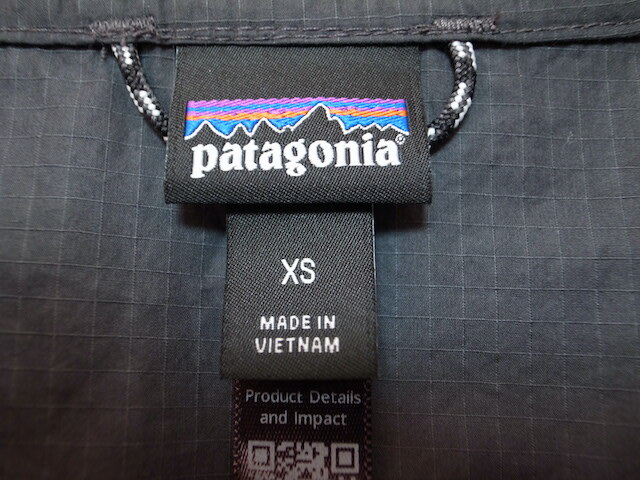 patagonia®
XS
MADE IN
VIETNAM
Product Details
and Impact